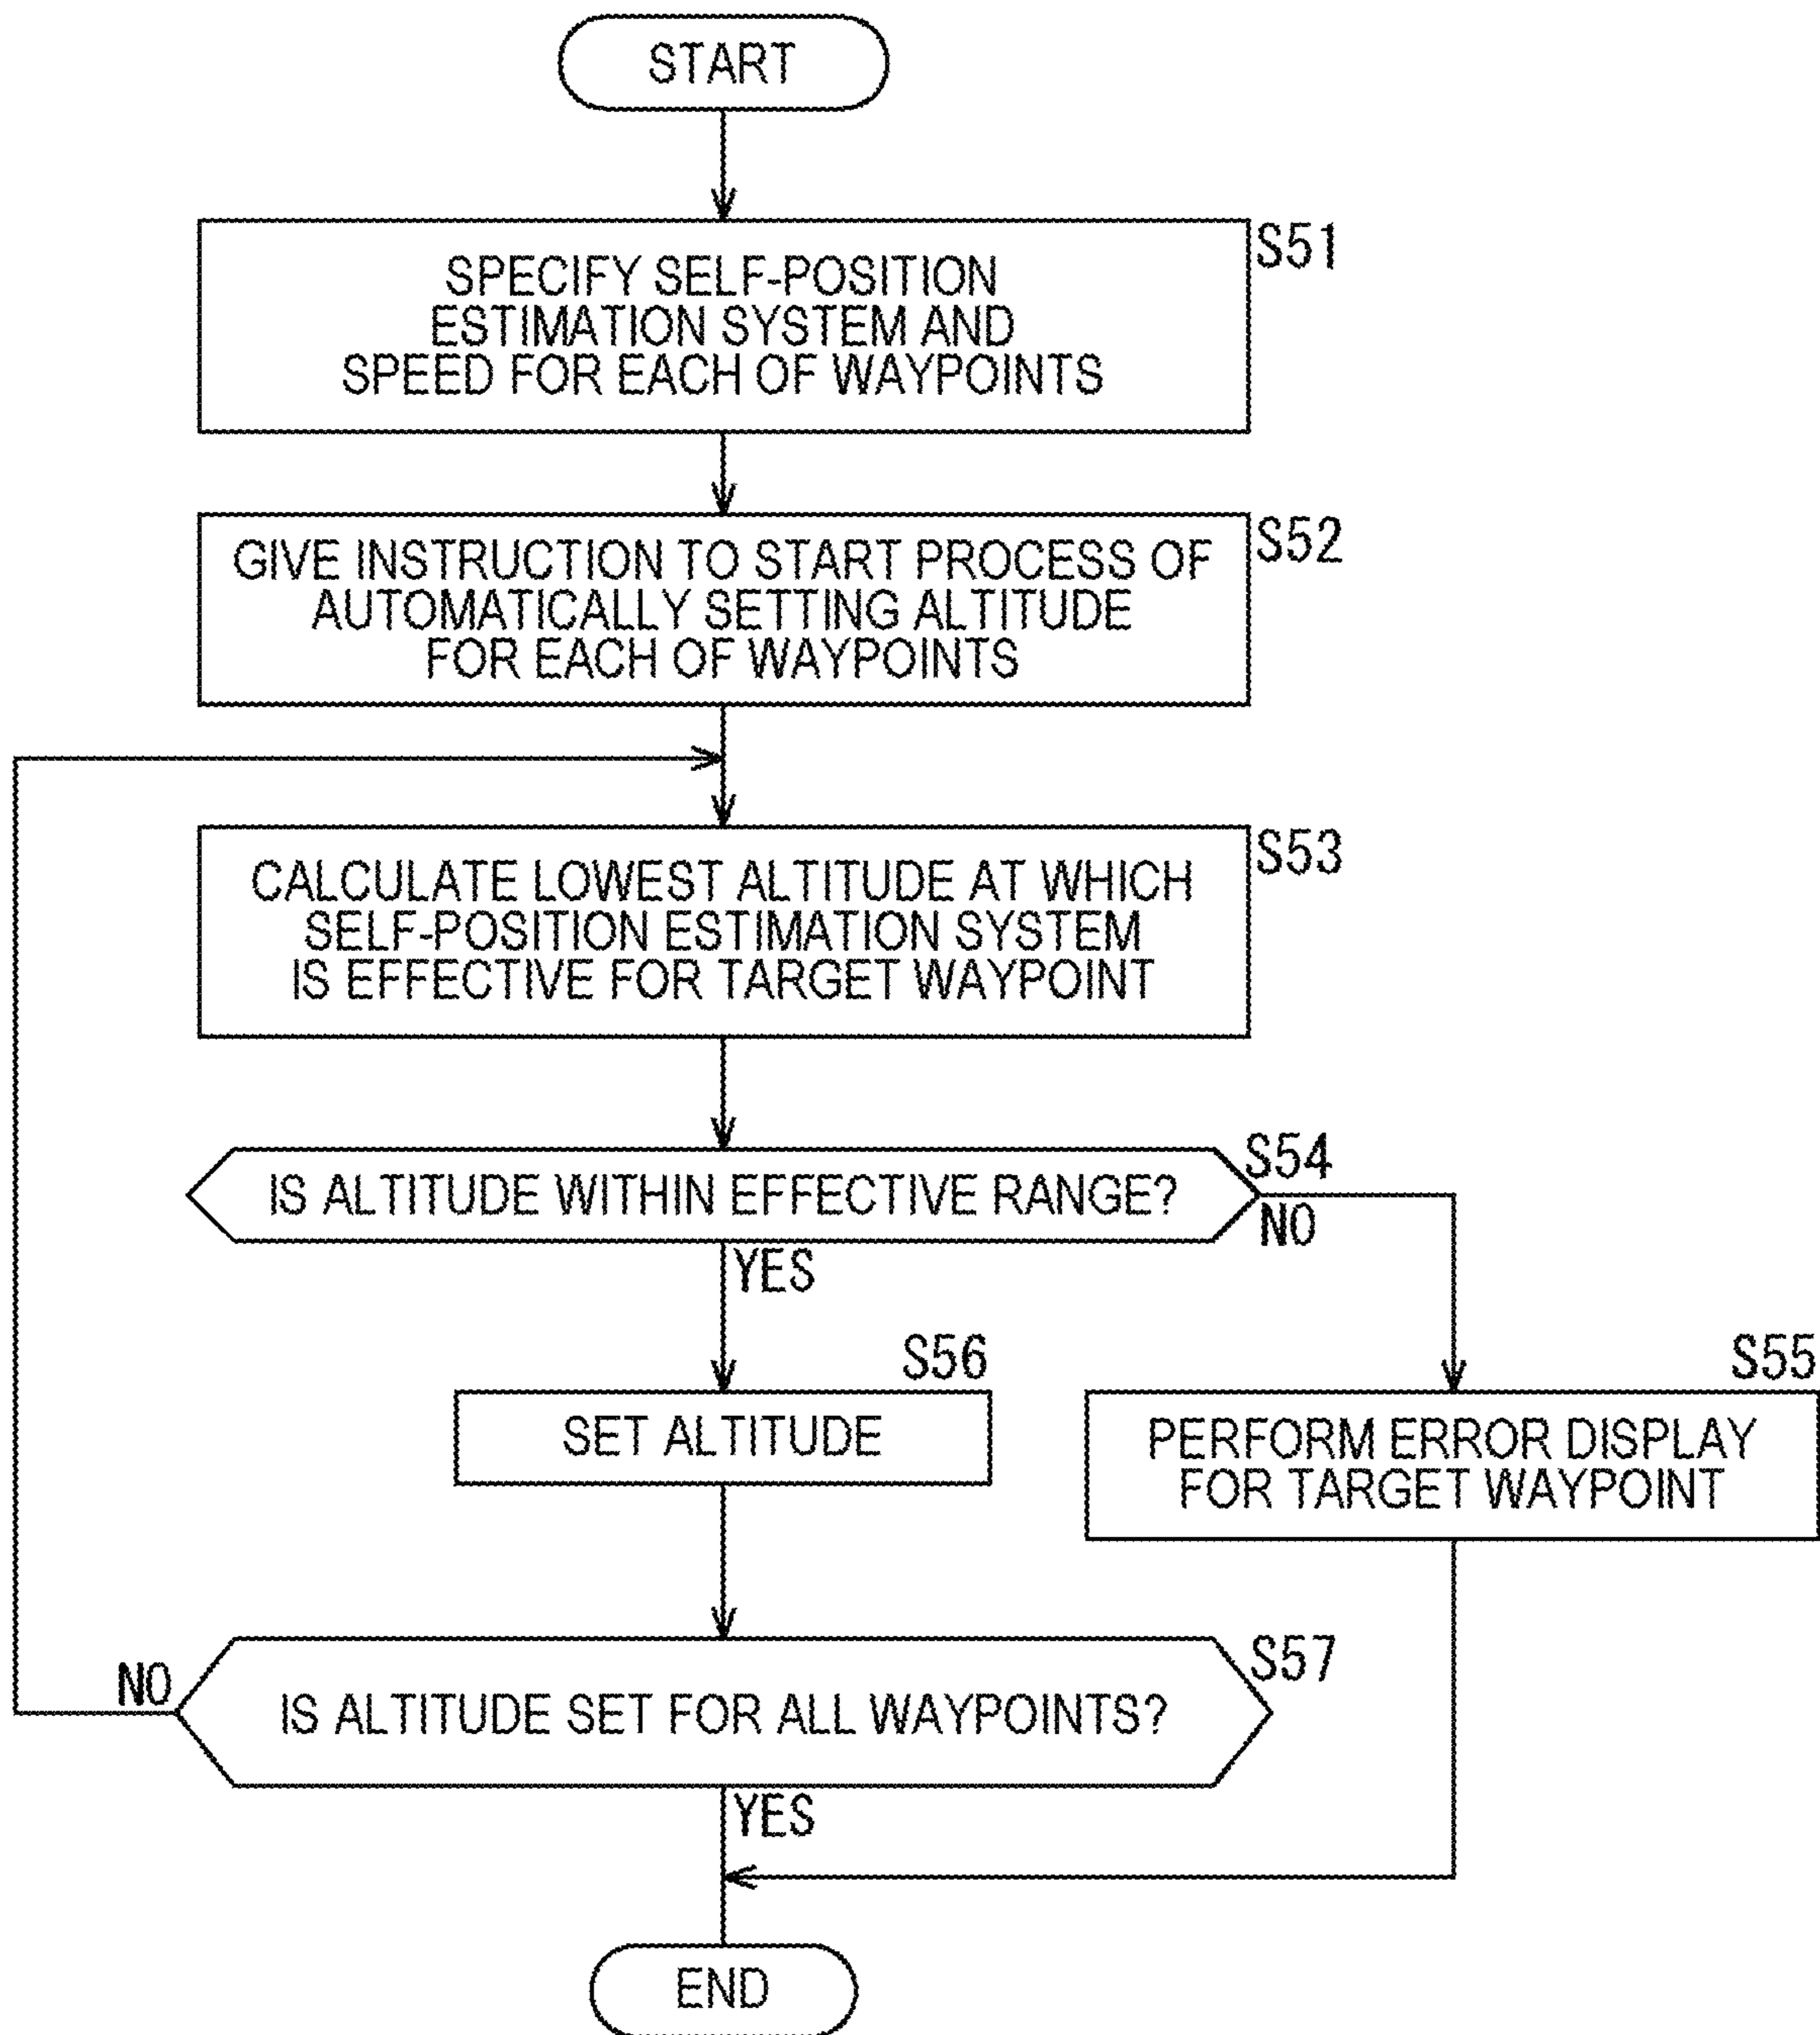 START
S51
SPECIFY SELF-POSITION
ESTIMATION SYSTEM AND
SPEED FOR EACH OF WAYPOINTS
S52
GIVE INSTRUCTION TO START PROCESS OF
AUTOMATICALLY SETTING ALTITUDE
FOR EACH OF WAYPOINTS
S53
CALCULATE LOWEST ALTITUDE AT WHICH
SELF-POSITION ESTIMATION SYSTEM
IS EFFECTIVE FOR TARGET WAYPOINT
S54
IS ALTITUDE WITHIN EFFECTIVE RANGE?
NO
YES
S56
SET ALTITUDE
S55
PERFORM ERROR DISPLAY
FOR TARGET WAYPOINT
S57
NO
IS ALTITUDE SET FOR ALL WAYPOINTS?
YES
END